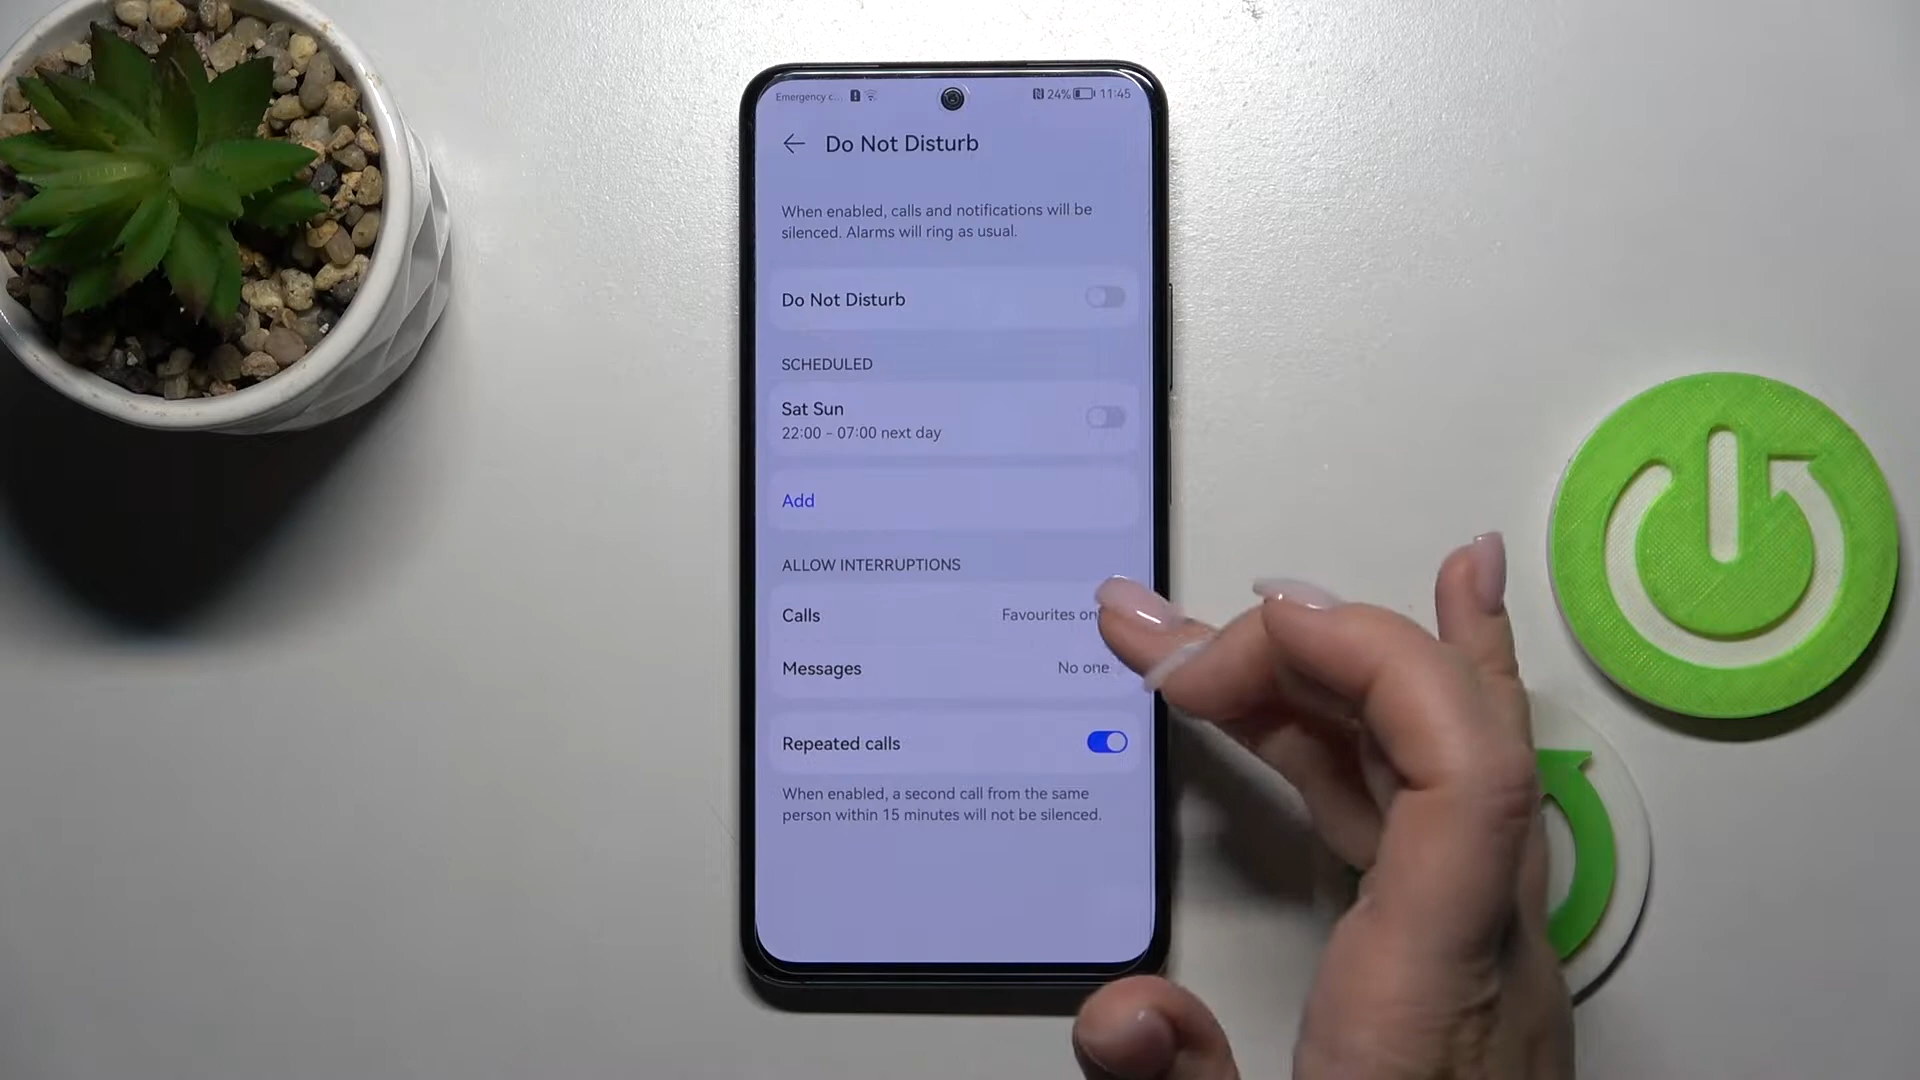 Emergency c... 24% 11:45
Do Not Disturb
When enabled, calls and notifications will be
silenced. Alarms will ring as usual.
Do Not Disturb
SCHEDULED
Sat Sun
22:00 - 07:00 next day
Add
ALLOW INTERRUPTIONS
Calls Favourites
Messages No one
Repeated calls
When enabled, a second call from the same
person within 15 minutes will not be silenced.